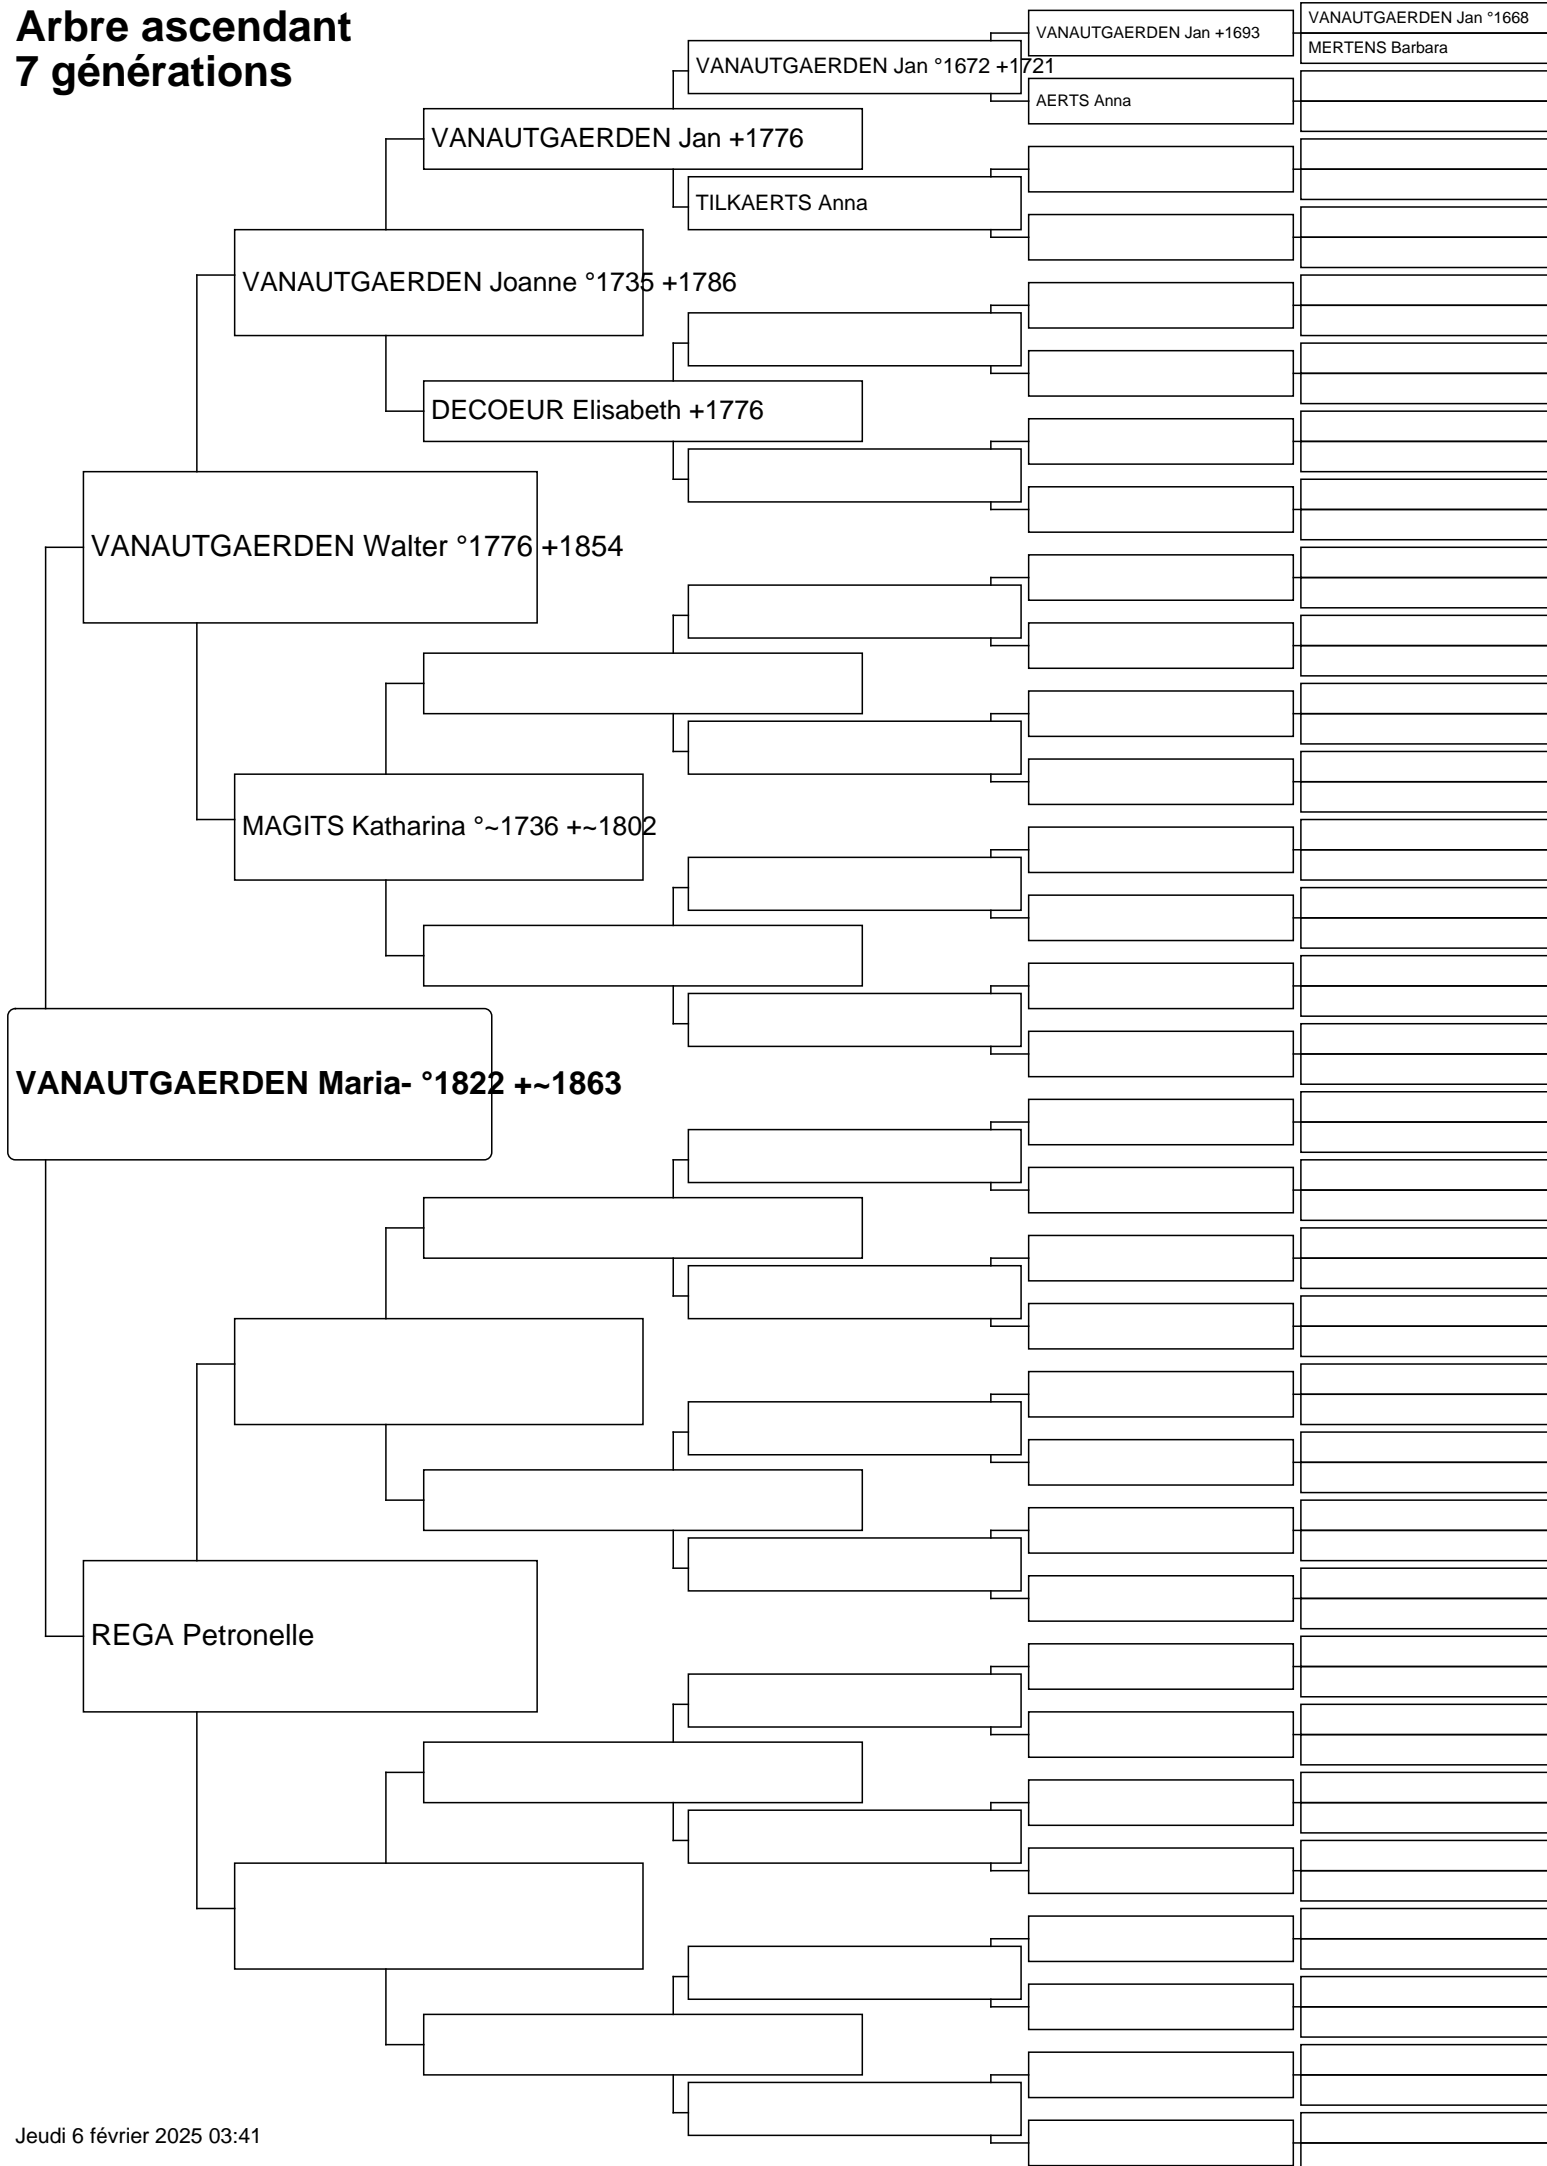 Arbre ascendant
7 générations
VANAUTGAERDEN Jan °1668
MERTENS Barbara
VANAUTGAERDEN Jan +1693
VANAUTGAERDEN Jan °1672 +1721
AERTS Anna
VANAUTGAERDEN Jan +1776
TILKAERTS Anna
VANAUTGAERDEN Joanne °1735 +1786
DECOEUR Elisabeth +1776
VANAUTGAERDEN Walter °1776 +1854
MAGITS Katharina °~1736 +~1802
VANAUTGAERDEN Maria- °1822 +~1863
REGA Petronelle
Jeudi 6 février 2025 03:41